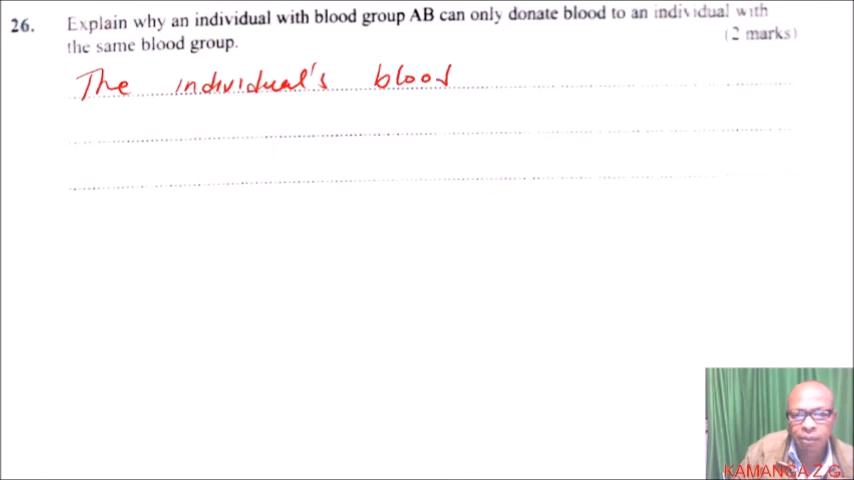 26. Explain why an individual with blood group AB can only donate blood to an individual with
the same blood group. (2 marks)
The individual's blood
KAMANGA Z.G.